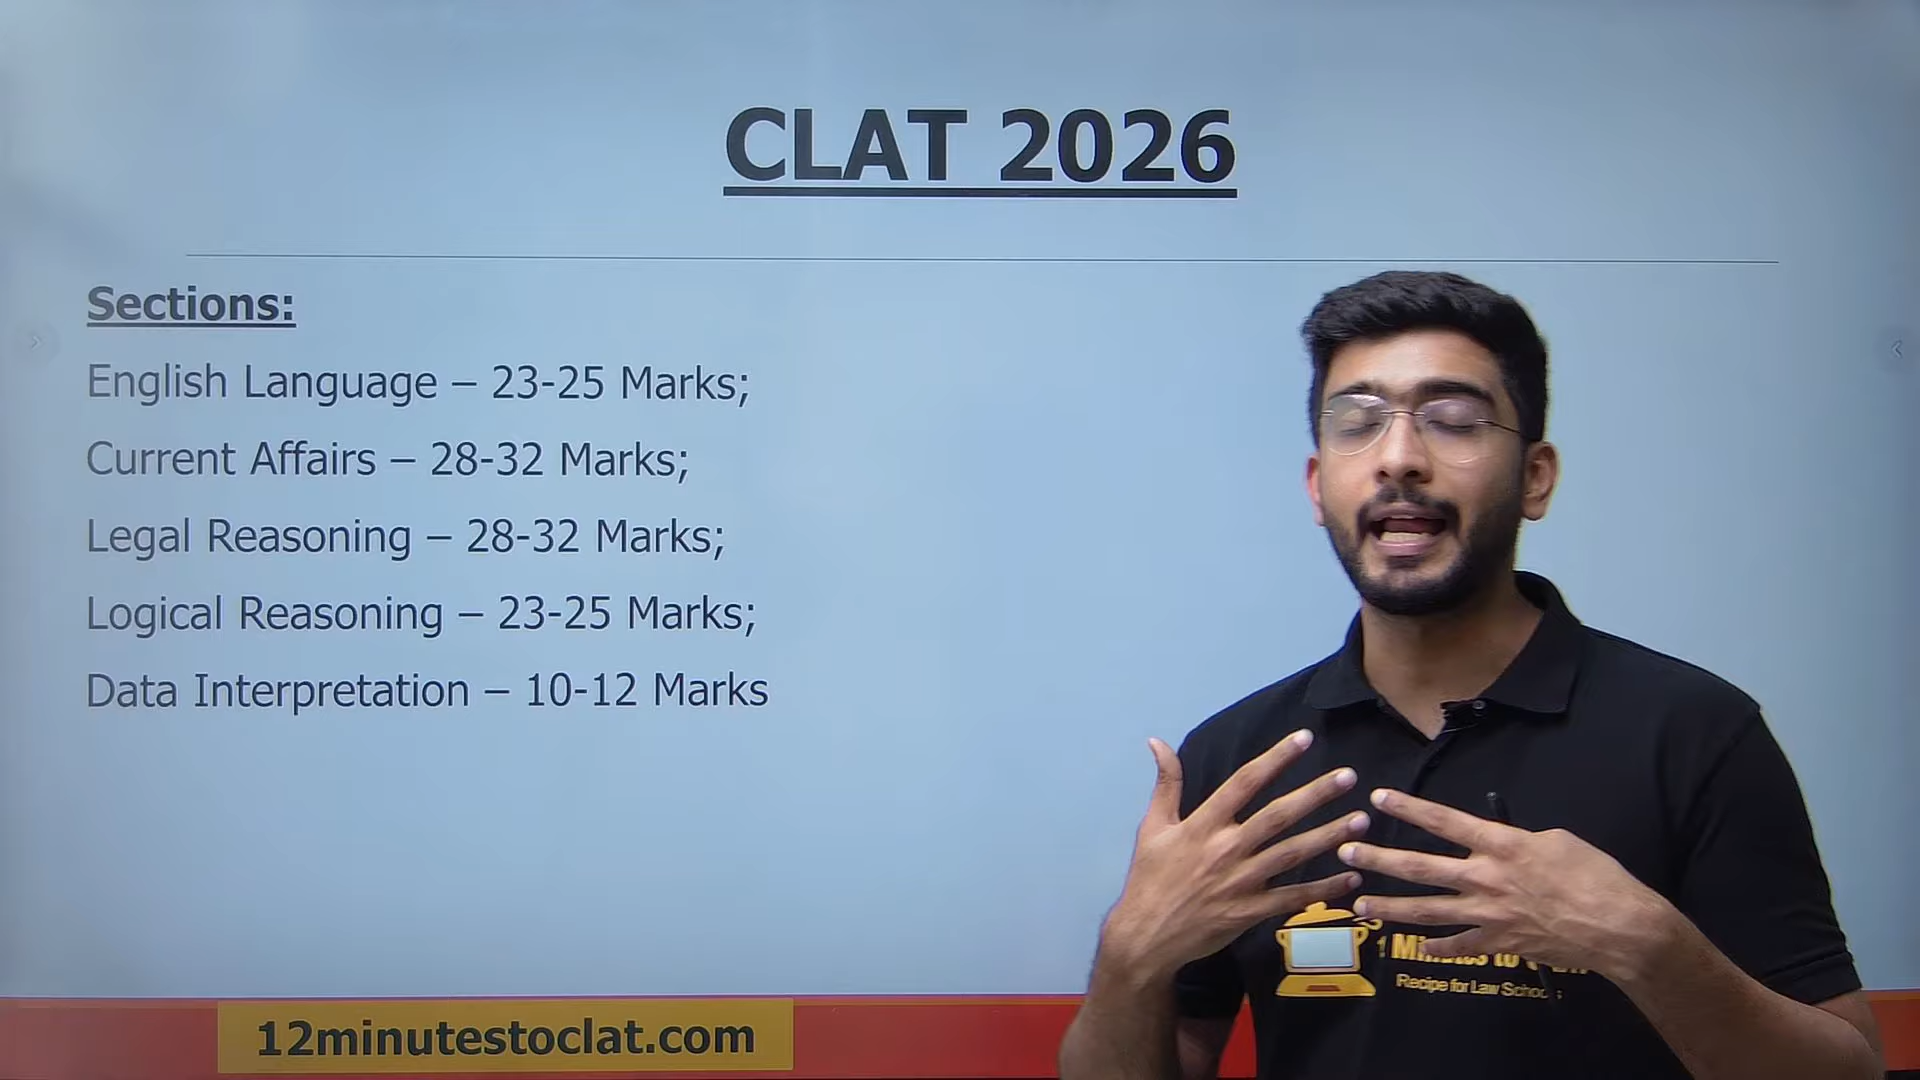 CLAT 2026
Sections:
English Language – 23-25 Marks;
Current Affairs – 28-32 Marks;
Legal Reasoning – 28-32 Marks;
Logical Reasoning – 23-25 Marks;
Data Interpretation – 10-12 Marks
Recipe for Law
12minutestoclat.com